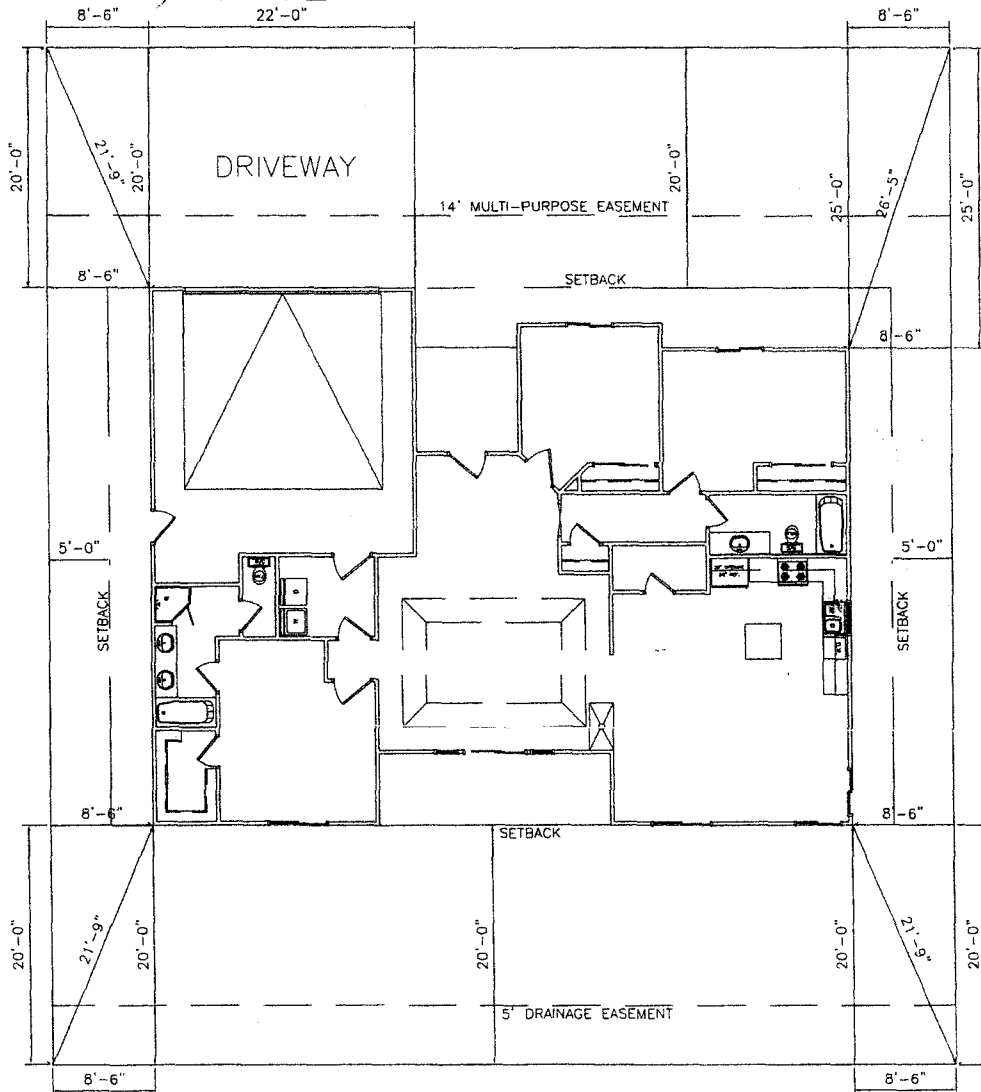 8'-6" 22'-0" 8'-6"
20'-0" 21'-9" 20'-0" DRIVEWAY 20'-0" 25'-0" 26'-5" 25'-0"
14' MULTI-PURPOSE EASEMENT
8'-6" SETBACK
8'-6"
5'-0" 5'-0"
SETBACK SETBACK
8'-6" 8'-6"
SETBACK
20'-0" 21'-9" 20'-0" 20'-0" 20'-0" 21'-9" 20'-0"
5' DRAINAGE EASEMENT
8'-6" 8'-6"